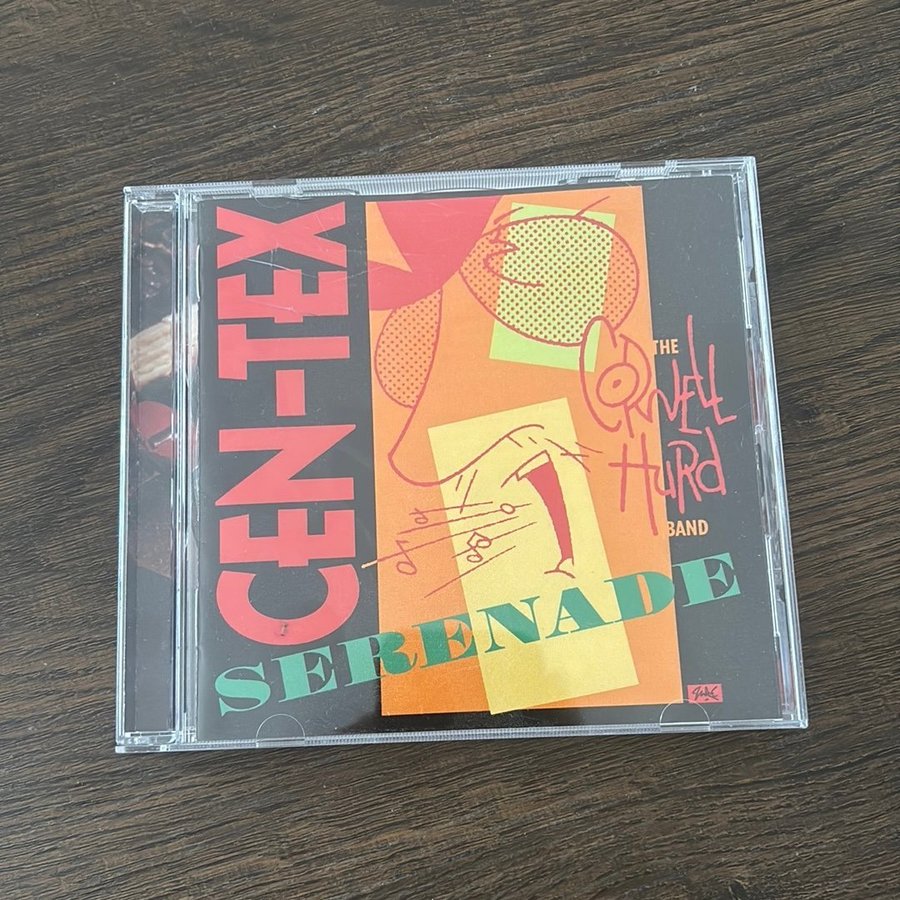 CEN-TEX
THE
CORNELL
HURD
BAND
SERENADE